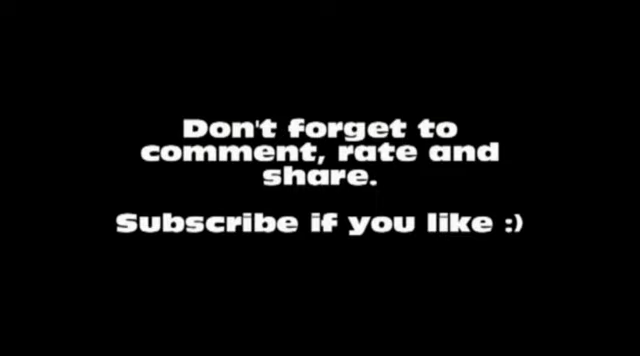 Don't forget to
comment, rate and
share.
Subscribe if you like :)